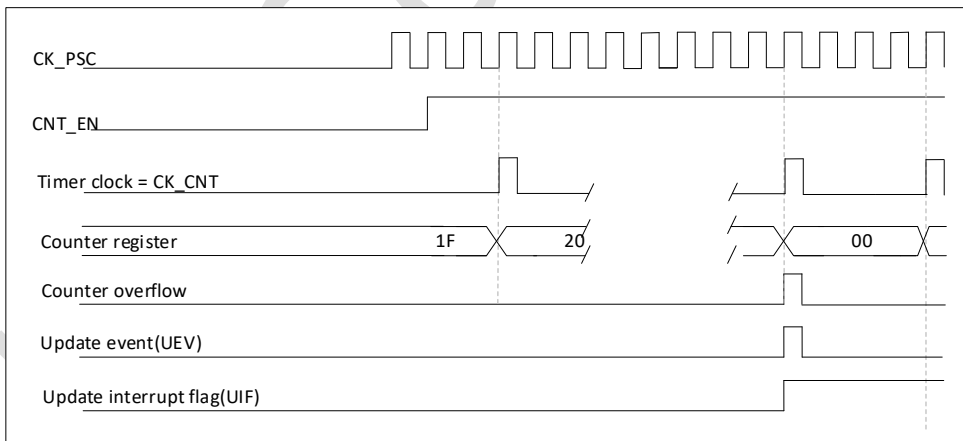 CK_PSC
CNT_EN
Timer clock = CK_CNT
Counter register 1F 20 00
Counter overflow
Update event(UEV)
Update interrupt flag(UIF)